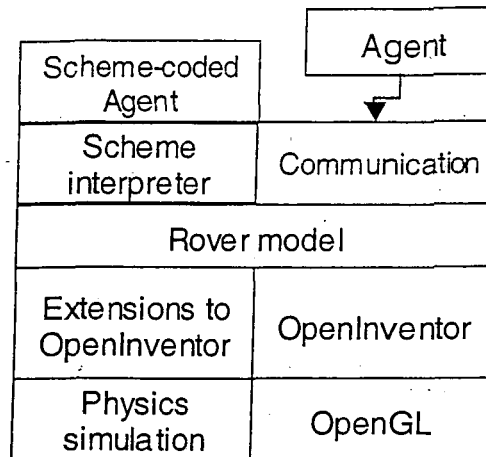 Agent
Scheme-coded
Agent
Scheme
interpreter
Communication
Rover model
Extensions to
OpenInventor
OpenInventor
Physics
simulation
OpenGL